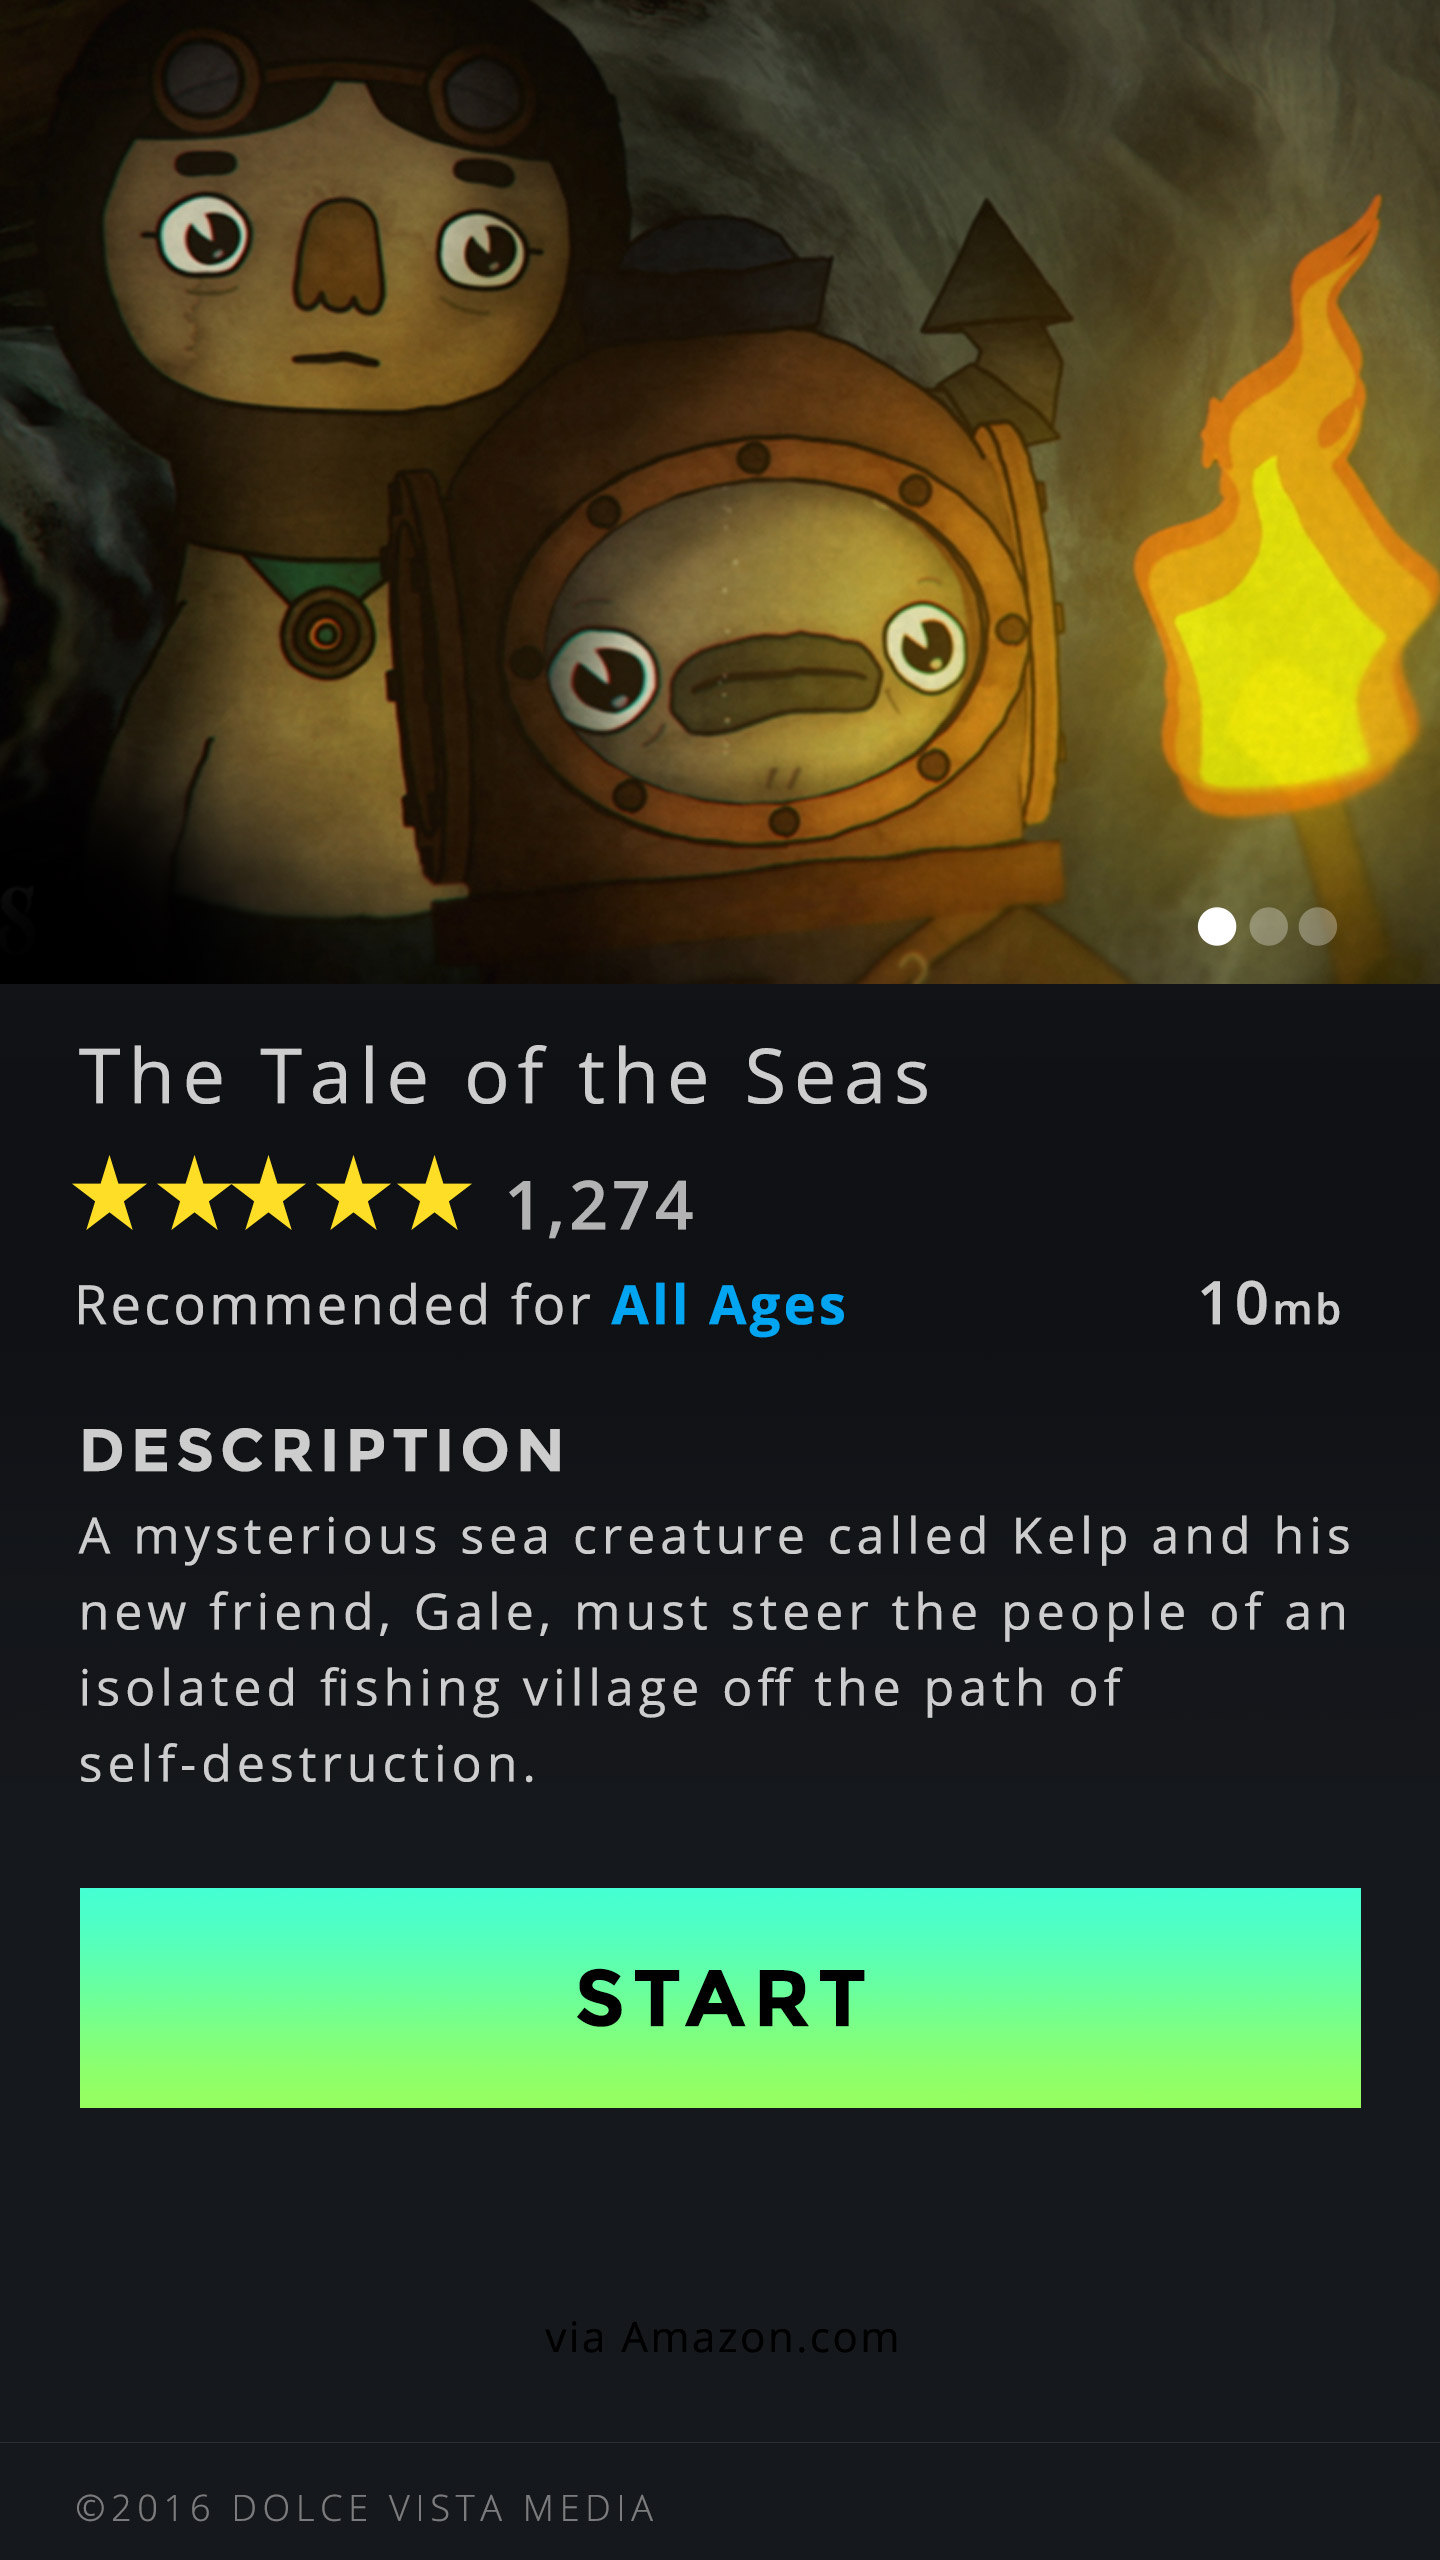 The Tale of the Seas
1,274
Recommended for All Ages
10mb
DESCRIPTION
A mysterious sea creature called Kelp and his
new friend, Gale, must steer the people of an
isolated fishing village off the path of
self-destruction.
START
via Amazon.com
©2016 DOLCE VISTA MEDIA